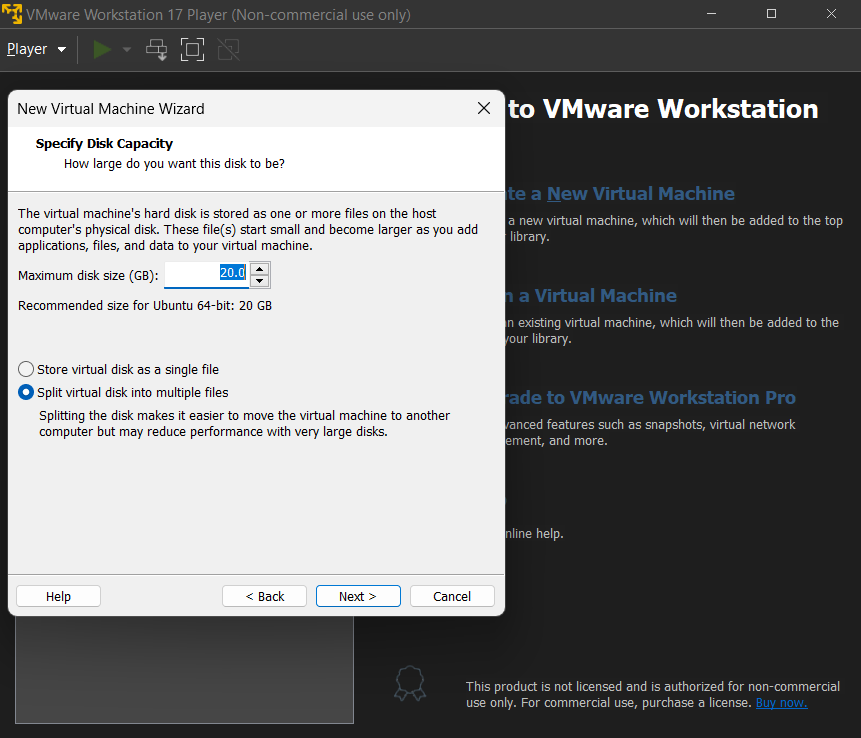 VMware Workstation 17 Player (Non-commercial use only)
Player
New Virtual Machine Wizard
Specify Disk Capacity
How large do you want this disk to be?
The virtual machine's hard disk is stored as one or more files on the host
computer's physical disk. These file(s) start small and become larger as you add
applications, files, and data to your virtual machine.
Maximum disk size (GB): 20.0
Recommended size for Ubuntu 64-bit: 20 GB
Store virtual disk as a single file
Split virtual disk into multiple files
Splitting the disk makes it easier to move the virtual machine to another
computer but may reduce performance with very large disks.
Help
< Back
Next >
Cancel
to VMware Workstation
a New Virtual Machine
a new virtual machine, which will then be added to the top
library.
a Virtual Machine
existing virtual machine, which will then be added to the
your library.
to VMware Workstation Pro
features such as snapshots, virtual network
and more.
help.
This product is not licensed and is authorized for non-commercial
use only. For commercial use, purchase a license. Buy now.